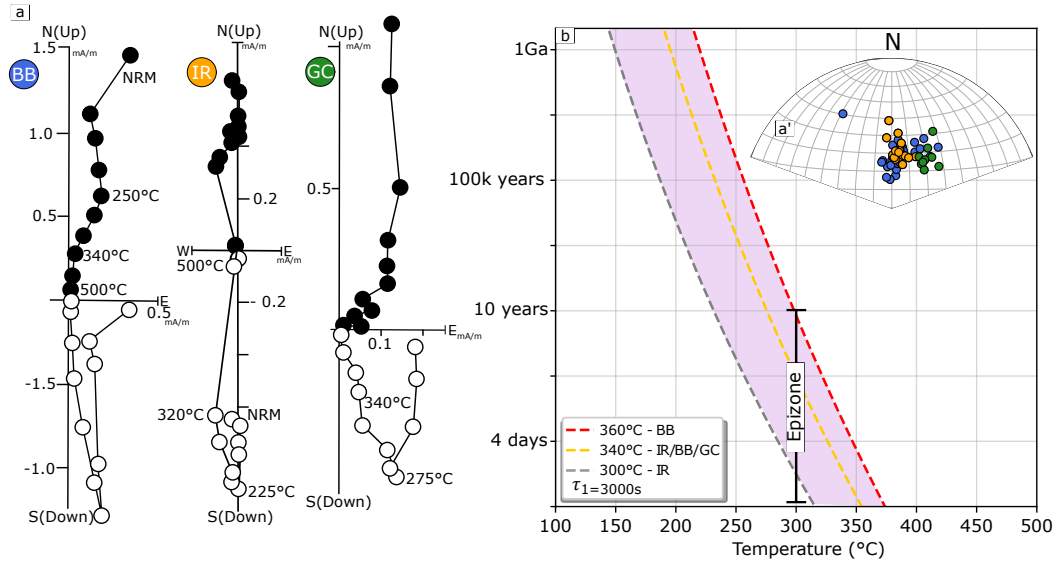 a
N(Up)
mA/m
BB
1.5
NRM
1.0
250°C
0.5
340°C
500°C
E
0.5
mA/m
-1.5
-1.0
S(Down)
N(Up)
mA/m
IR
0.2
W
E
mA/m
500°C
0.2
320°C
NRM
225°C
S(Down)
N(Up)
mA/m
GC
0.5
E
mA/m
0.1
340°C
275°C
S(Down)
b
N
a'
1Ga
100k years
10 years
4 days
Epizone
360°C - BB
340°C - IR/BB/GC
300°C - IR
τ1=3000s
100 150 200 250 300 350 400 450 500
Temperature (°C)